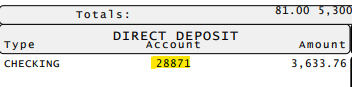 Totals: 81.00 5,300
DIRECT DEPOSIT
Type Account Amount
CHECKING 28871 3,633.76